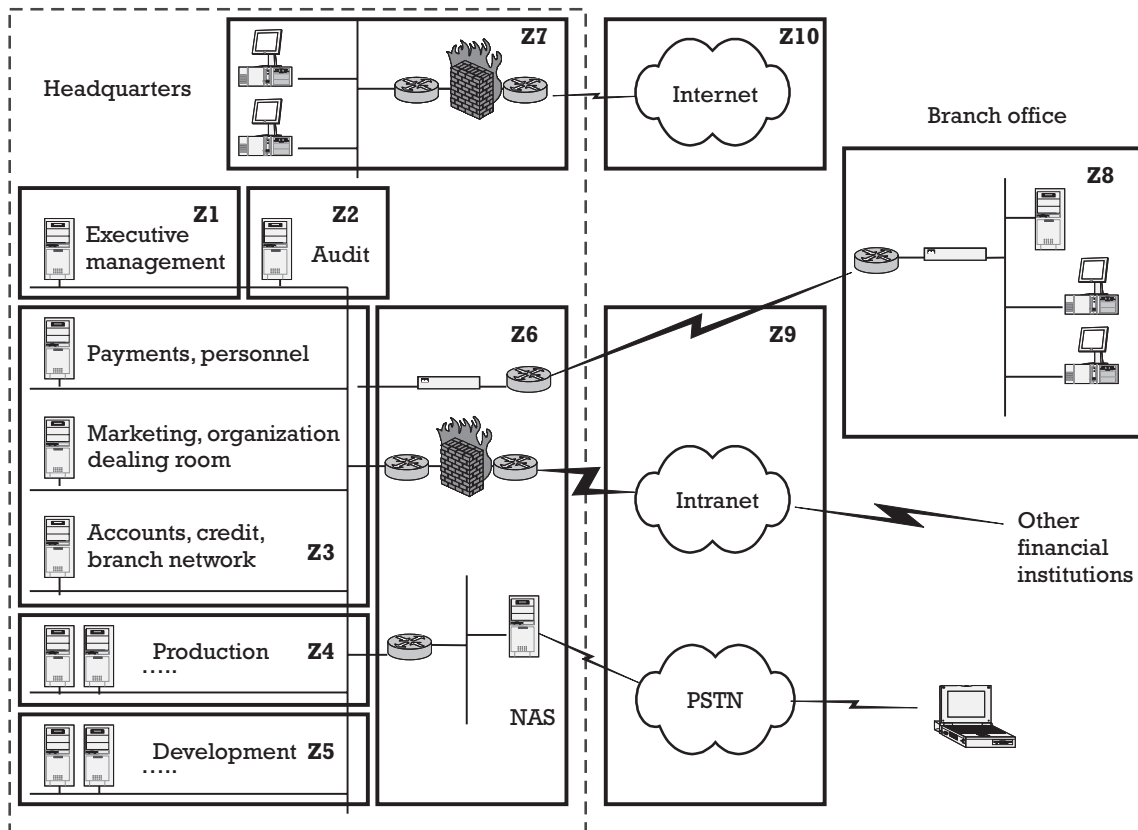 Z7
Z10
Headquarters
Internet
Branch office
Z8
Z1
Z2
Executive
management
Audit
Z6
Z9
Payments, personnel
Marketing, organization
dealing room
Intranet
Accounts, credit,
branch network
Z3
Other
financial
institutions
Production
.....
Z4
NAS
PSTN
Development
.....
Z5